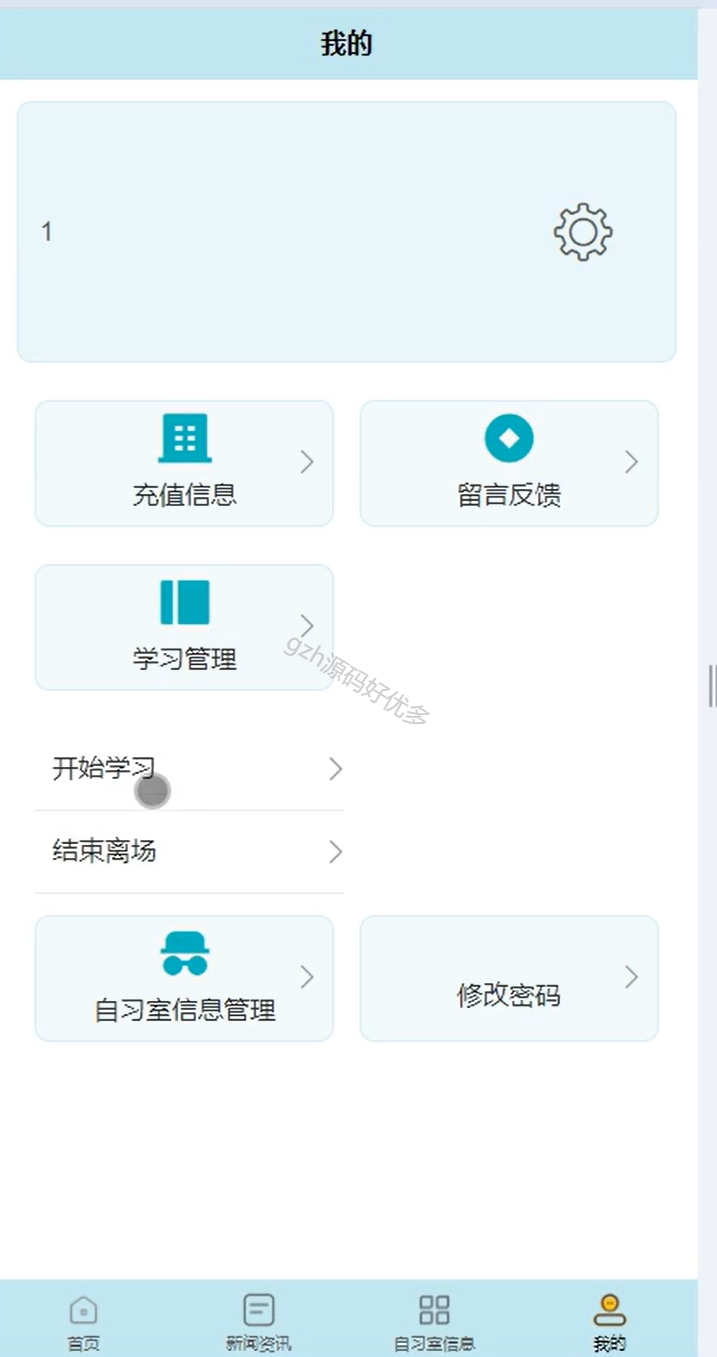 我的
1
充值信息
留言反馈
学习管理
gzh源码好优多
开始学习
结束离场
自习室信息管理
修改密码
首页
新闻资讯
自习室信息
我的